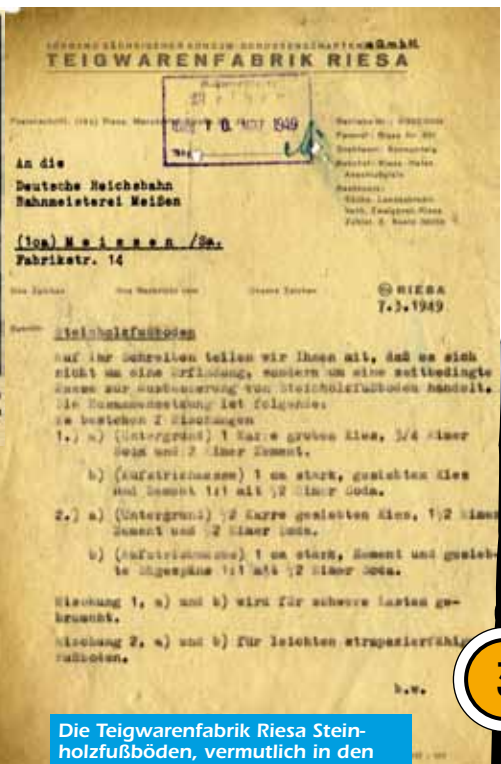 TEIGWARENFABRIK RIESA
10. 1949
An die
Deutsche Reichsbahn
Bahnmeisterei Meißen
(10a) Meissen /Sa.
Fabrikstr. 14
RIESA
7.3.1949
Steinholzfußboden
Auf Ihr Schreiben teilen wir Ihnen mit, daß es sich
nicht um eine Erfindung, sondern um eine zeitbedingte
Masse zur Ausbesserung von Steinholzfußboden handelt.
Die Zusammensetzung ist folgende:
Es bestehen 2 Mischungen
1.) a) (Untergrund) 1 Karre groben Kies, 3/4 Eimer
Soda und 2 Eimer Zement.
b) (Aufstrichmasse) 1 cm stark, gesiebten Kies
und Zement 1:1 mit 1/2 Eimer Soda.
2.) a) (Untergrund) 1/2 Karre gesiebten Kies, 1 1/2 Eimer
Zement und 1/2 Eimer Soda.
b) (Aufstrichmasse) 1 cm stark, Zement und gesieb-
te Sägespäne 1:1 mit 1/2 Eimer Soda.
Mischung 1, a) und b) wird für schwere Lasten ge-
braucht.
Mischung 2, a) und b) für leichten strapazierfähig
Fußboden.
b.w.
3
Die Teigwarenfabrik Riesa Stein-
holzfußböden, vermutlich in den